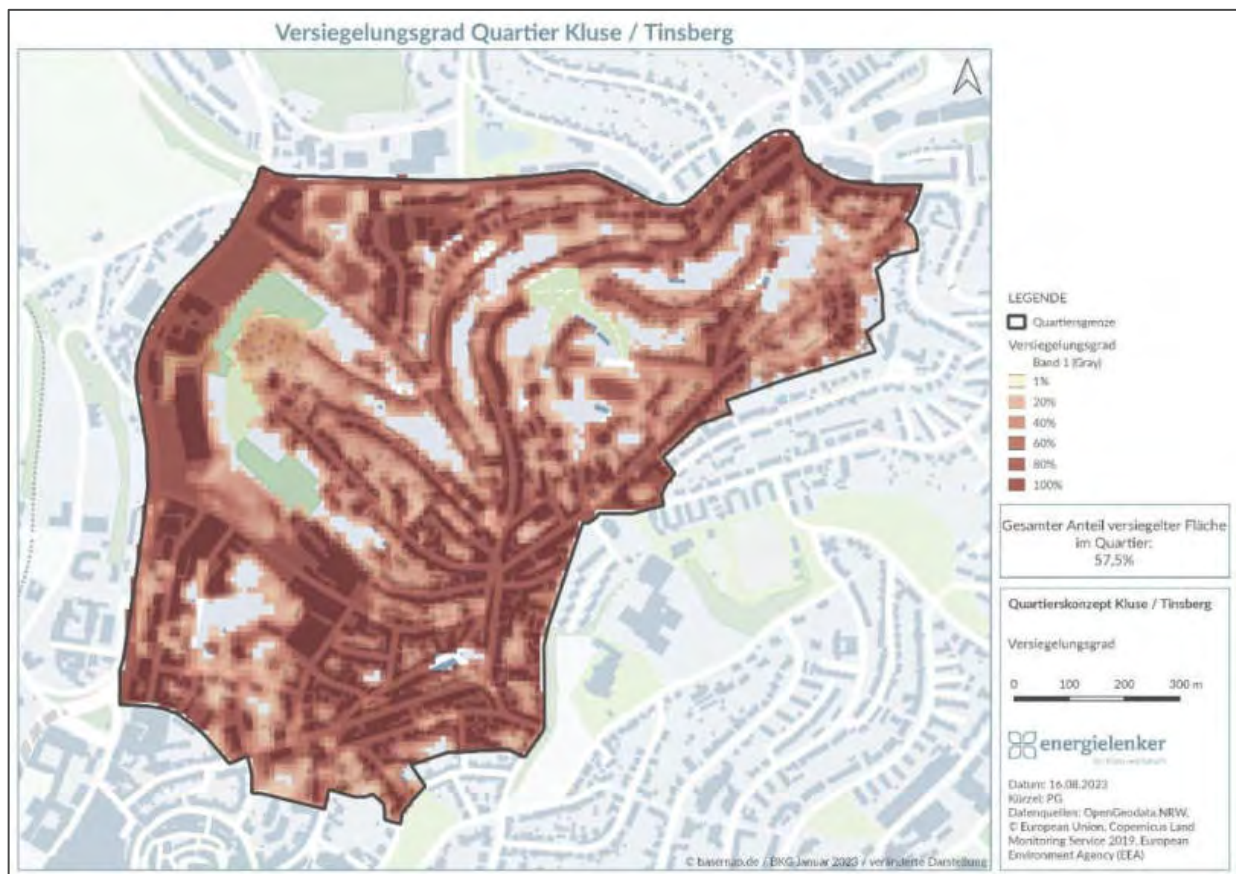 Versiegelungsgrad Quartier Kluse / Tinsberg
LEGENDE
Quartiersgrenze
Versiegelungsgrad
Band 1 (Gray)
1%
20%
40%
60%
80%
100%
Gesamter Anteil versiegelter Fläche
im Quartier:
57,5%
Quartierskonzept Kluse / Tinsberg
Versiegelungsgrad
0 100 200 300 m
energielenker
Datum: 16.08.2023
Kürzel: PG
Datenquellen: OpenGeodata.NRW,
© European Union, Copernicus Land
Monitoring Service 2019, European
Environment Agency (EEA)
© basemap.de / BKG Januar 2023 / veränderte Darstellung